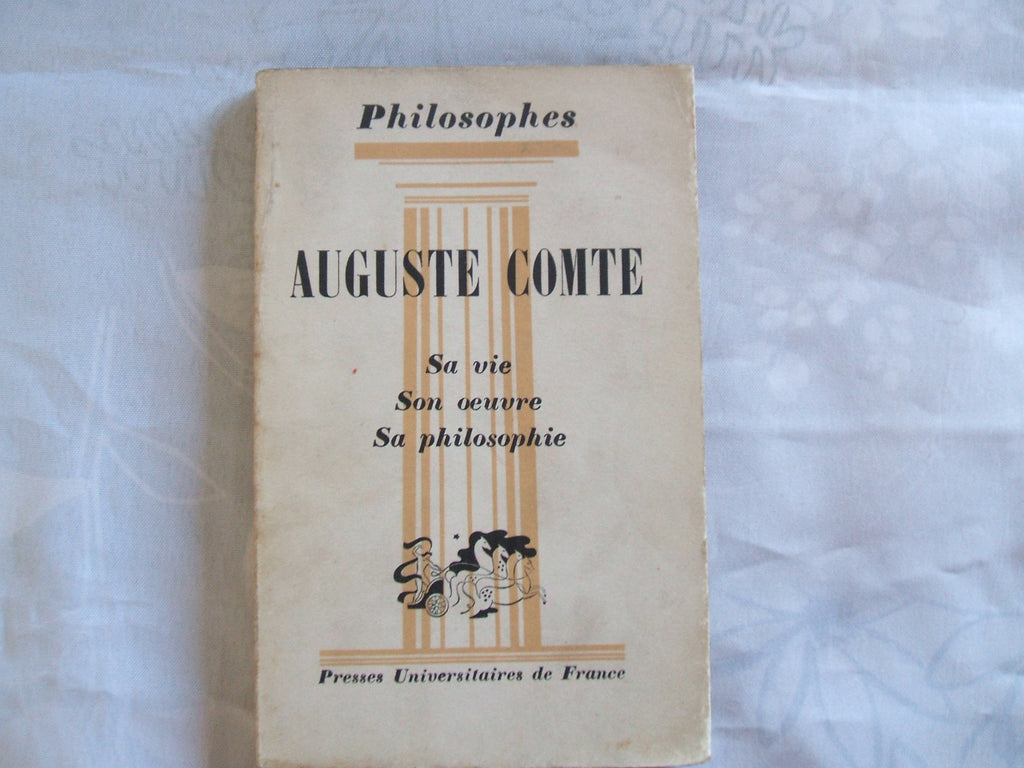 Philosophes
AUGUSTE COMTE
Sa vie
Son oeuvre
Sa philosophie
Presses Universitaires de France